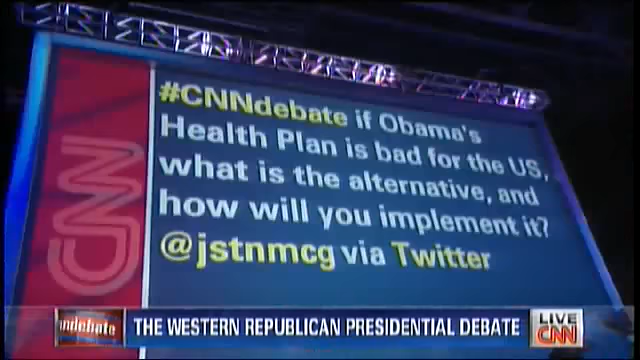 CNN
#CNNdebate if Obama's
Health Plan is bad for the US,
what is the alternative, and
how will you implement it?
@jstnmcg via Twitter
ndebate
THE WESTERN REPUBLICAN PRESIDENTIAL DEBATE
LIVE
CNN